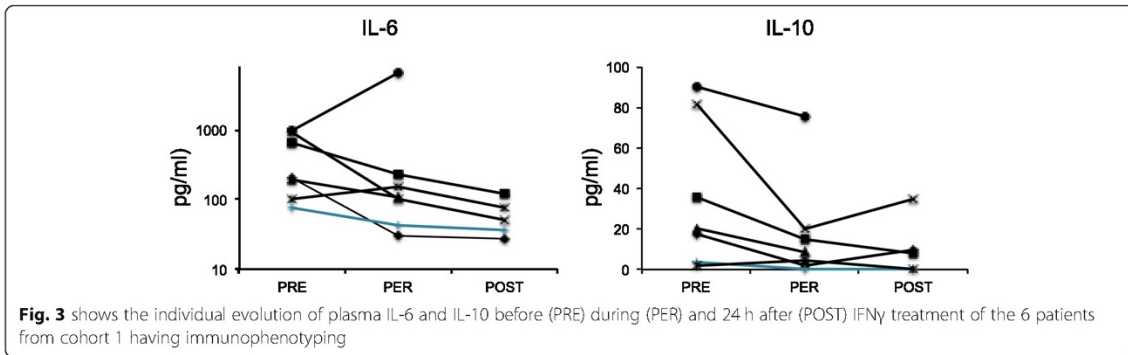 IL-6
pg/ml)
1000
100
10
PRE
PER
POST
IL-10
pg/ml)
100
80
60
40
20
0
PRE
PER
POST
Fig. 3 shows the individual evolution of plasma IL-6 and IL-10 before (PRE) during (PER) and 24 h after (POST) IFNγ treatment of the 6 patients
from cohort 1 having immunophenotyping